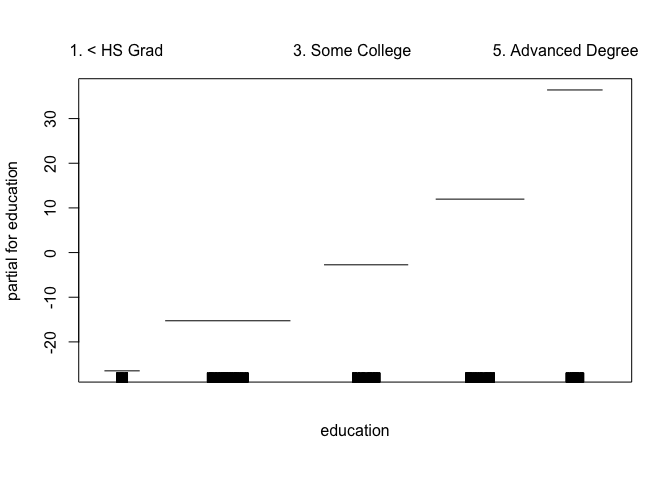 1. < HS Grad
3. Some College
5. Advanced Degree
partial for education
30
20
10
0
-10
-20
education